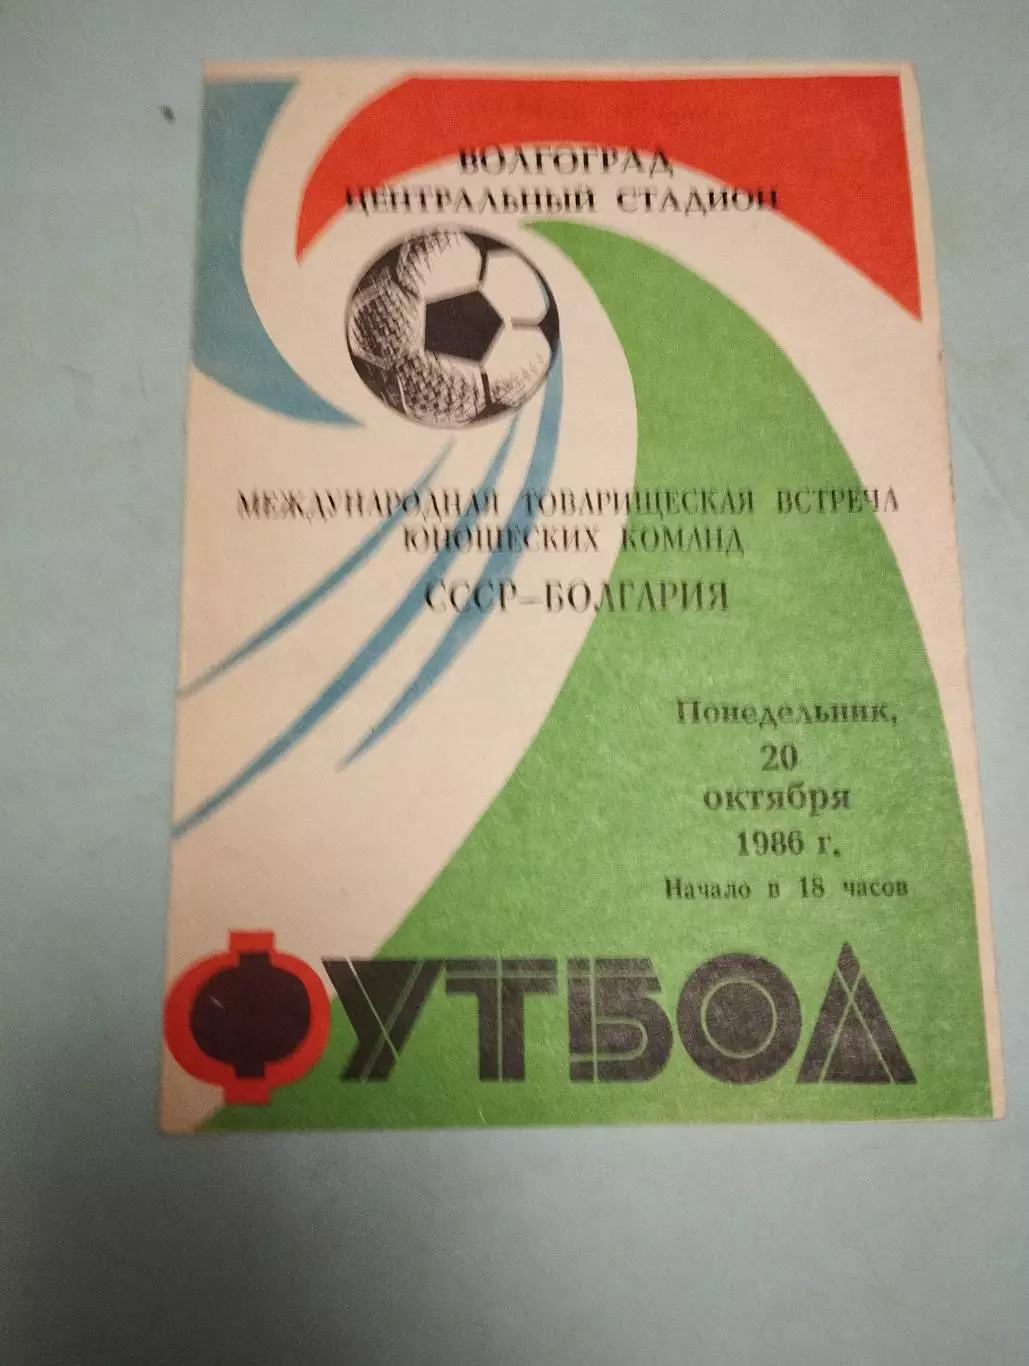 ВОЛГОГРАД
ЦЕНТРАЛЬНЫЙ СТАДИОН
МЕЖДУНАРОДНАЯ ТОВАРИЩЕСКАЯ ВСТРЕЧА
ЮНОШЕСКИХ КОМАНД
СССР–БОЛГАРИЯ
Понедельник,
20
октября
1986 г.
Начало в 18 часов
ФУТБОЛ